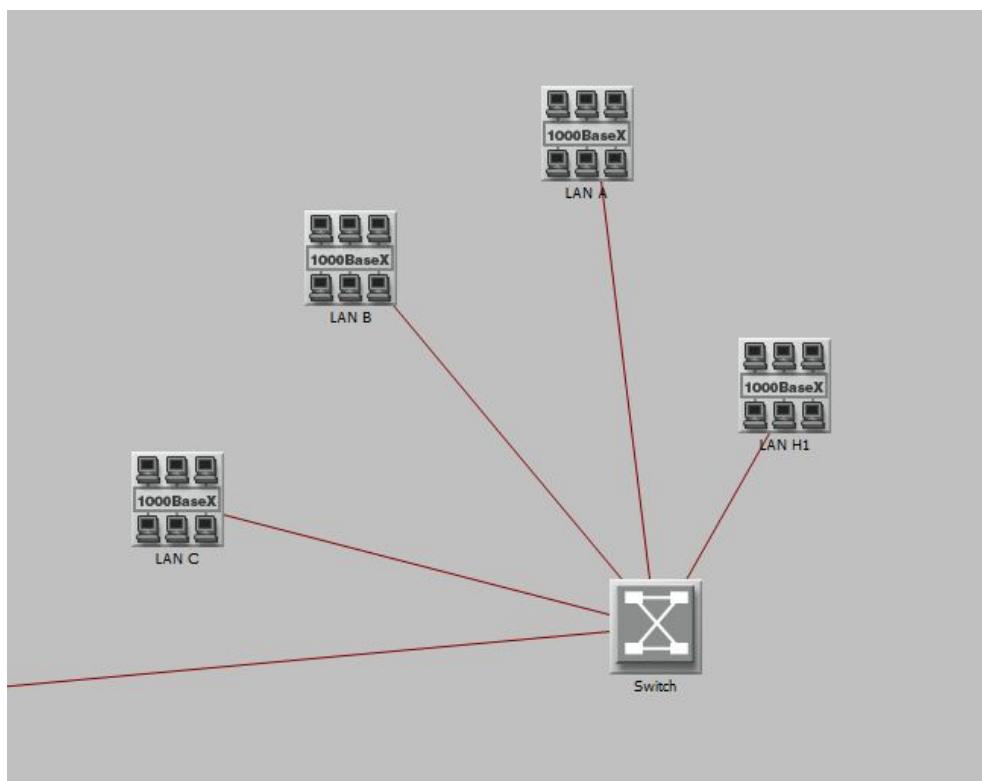 1000BaseX
LAN A
1000BaseX
LAN B
1000BaseX
LAN H1
1000BaseX
LAN C
Switch